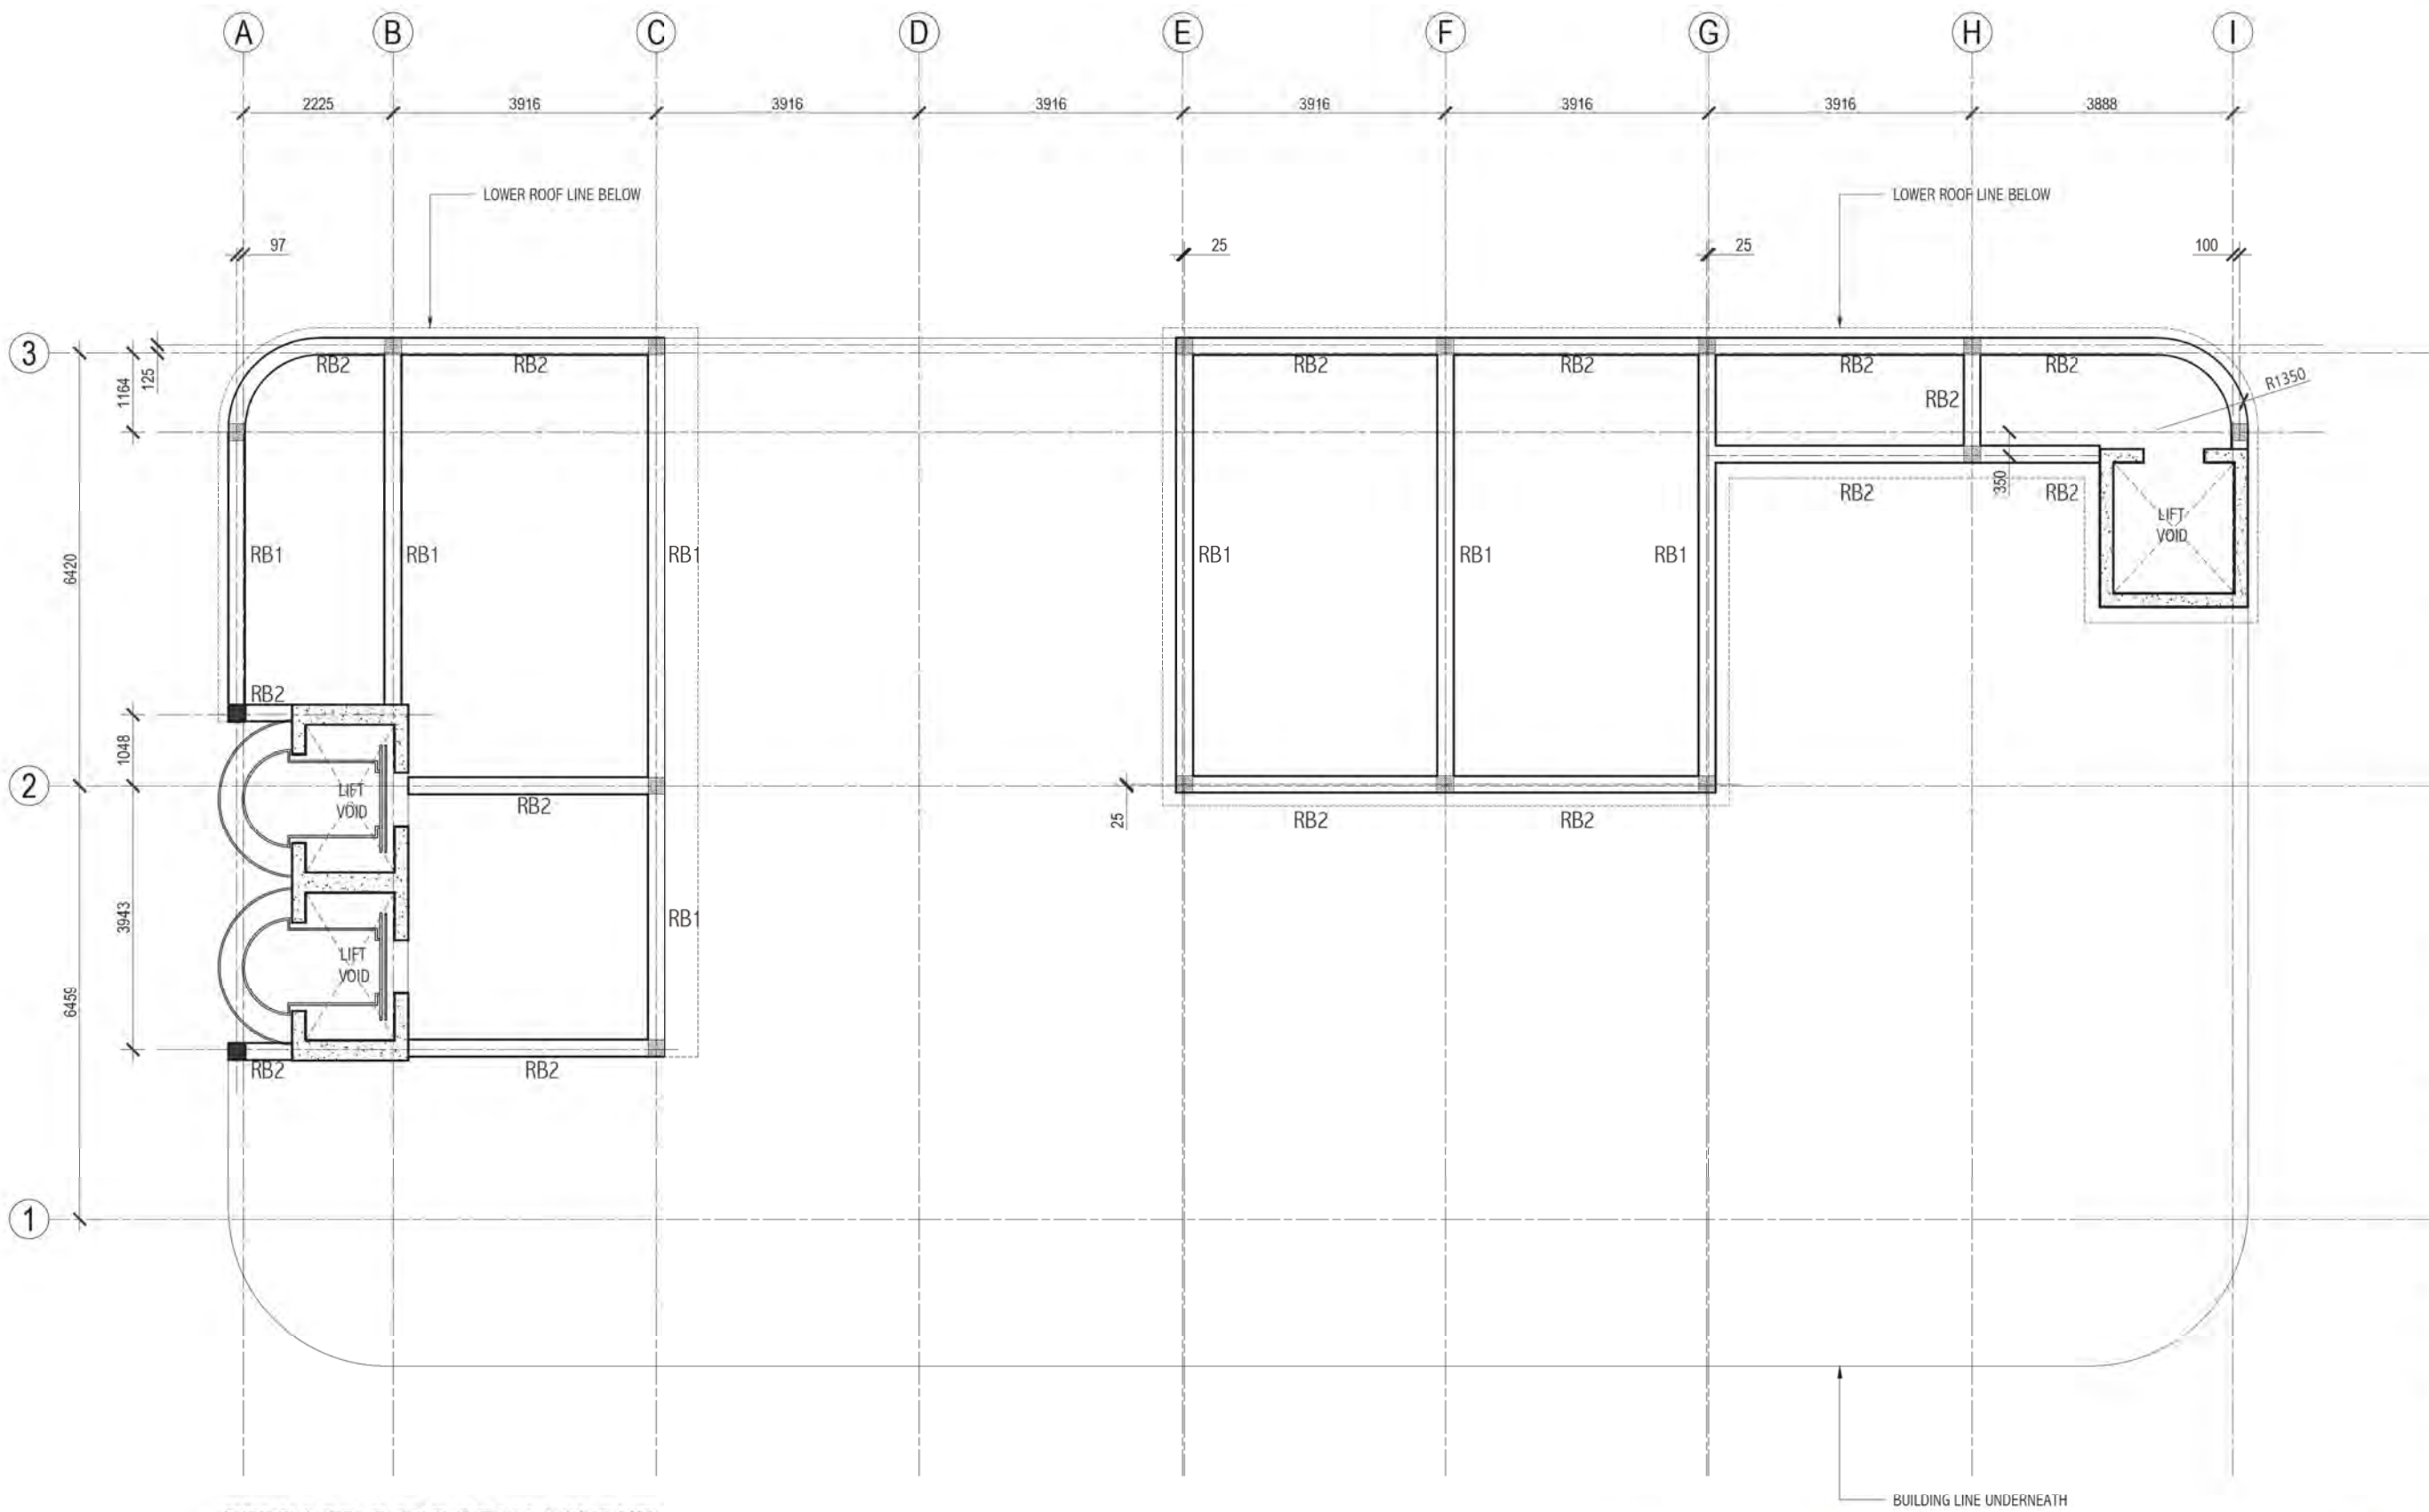 A
B
C
D
E
F
G
H
I
2225
3916
3916
3916
3916
3916
3916
3888
LOWER ROOF LINE BELOW
LOWER ROOF LINE BELOW
97
25
25
100
3
1164
125
RB2
RB2
RB2
RB2
RB2
RB2
R1350
RB2
350
RB2
RB2
LIFT
VOID
6420
RB1
RB1
RB1
RB1
RB1
RB1
RB2
1048
2
LIFT
VOID
RB2
25
RB2
RB2
3943
RB1
LIFT
VOID
6459
RB2
RB2
1
BUILDING LINE UNDERNEATH